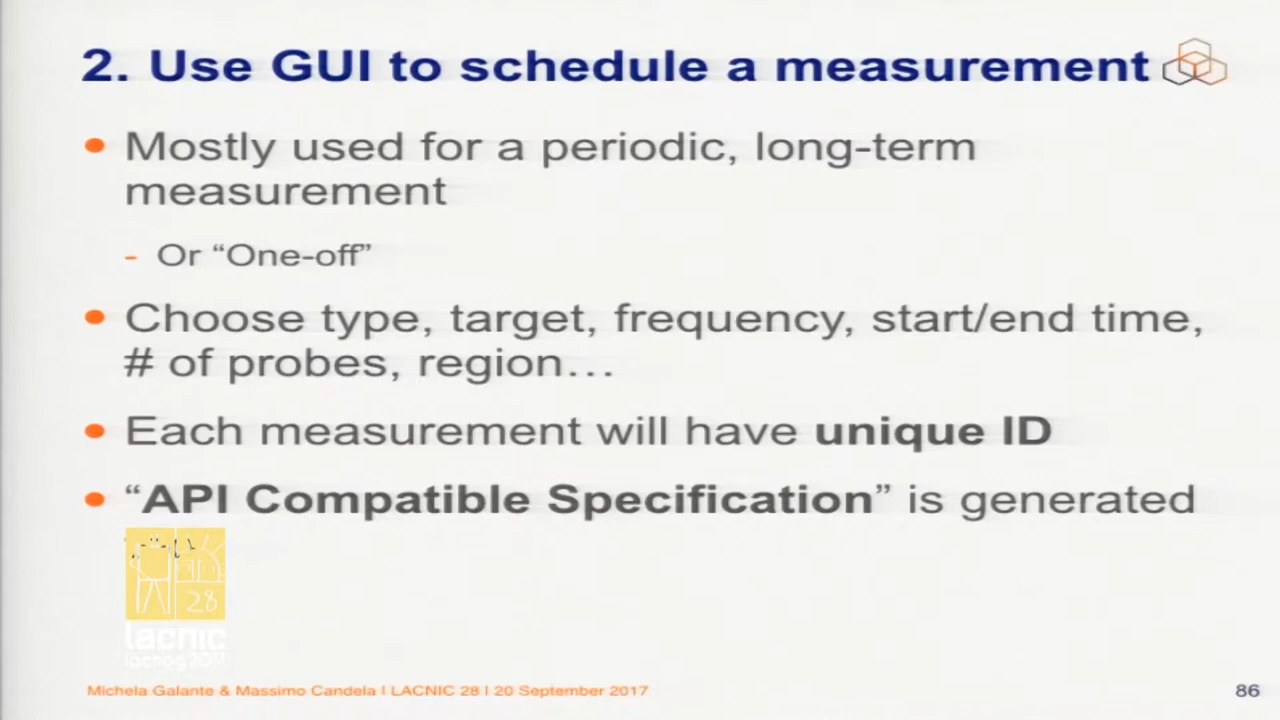 2. Use GUI to schedule a measurement
• Mostly used for a periodic, long-term
measurement
- Or “One-off”
• Choose type, target, frequency, start/end time,
# of probes, region…
• Each measurement will have unique ID
• “API Compatible Specification” is generated
28
lacnic
Michela Galante & Massimo Candela | LACNIC 28 | 20 September 2017
86